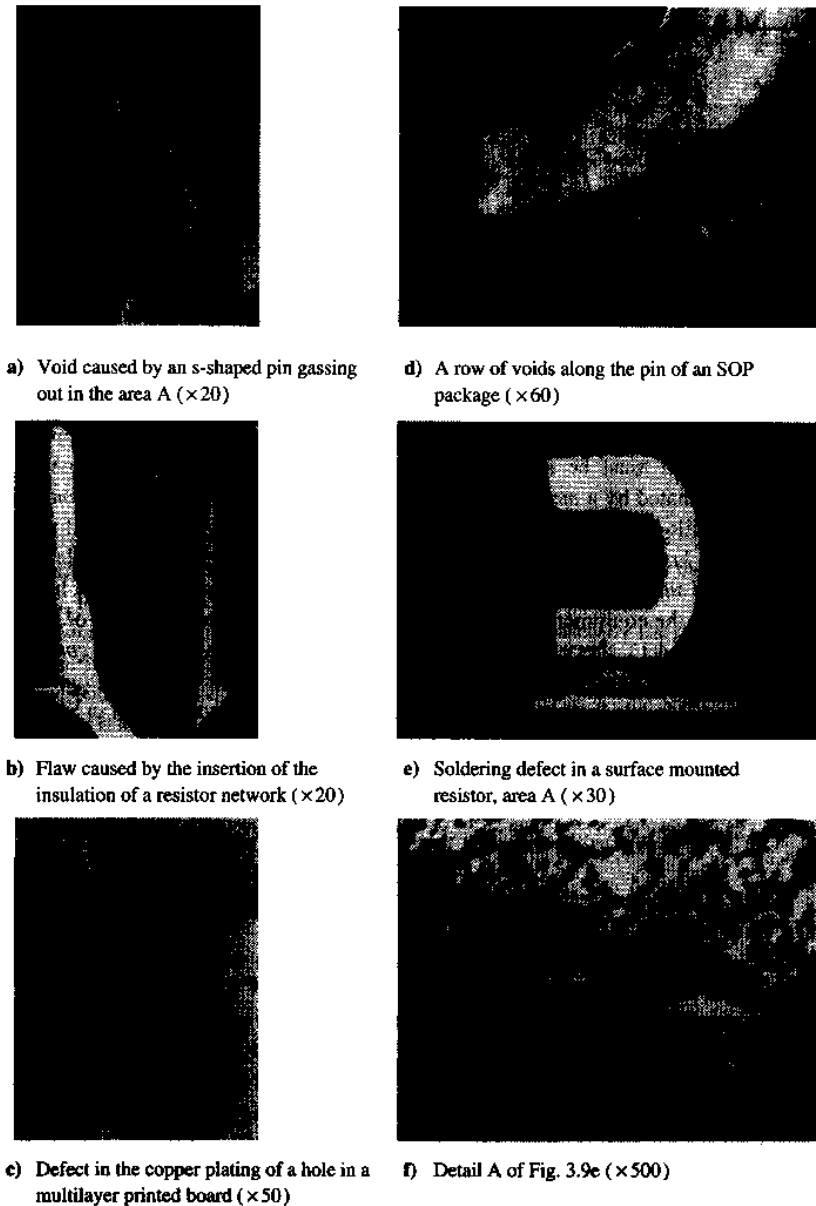 a) Void caused by an s-shaped pin gassing
out in the area A (×20)
d) A row of voids along the pin of an SOP
package (×60)
b) Flaw caused by the insertion of the
insulation of a resistor network (×20)
e) Soldering defect in a surface mounted
resistor, area A (×30)
c) Defect in the copper plating of a hole in a
multilayer printed board (×50)
f) Detail A of Fig. 3.9e (×500)